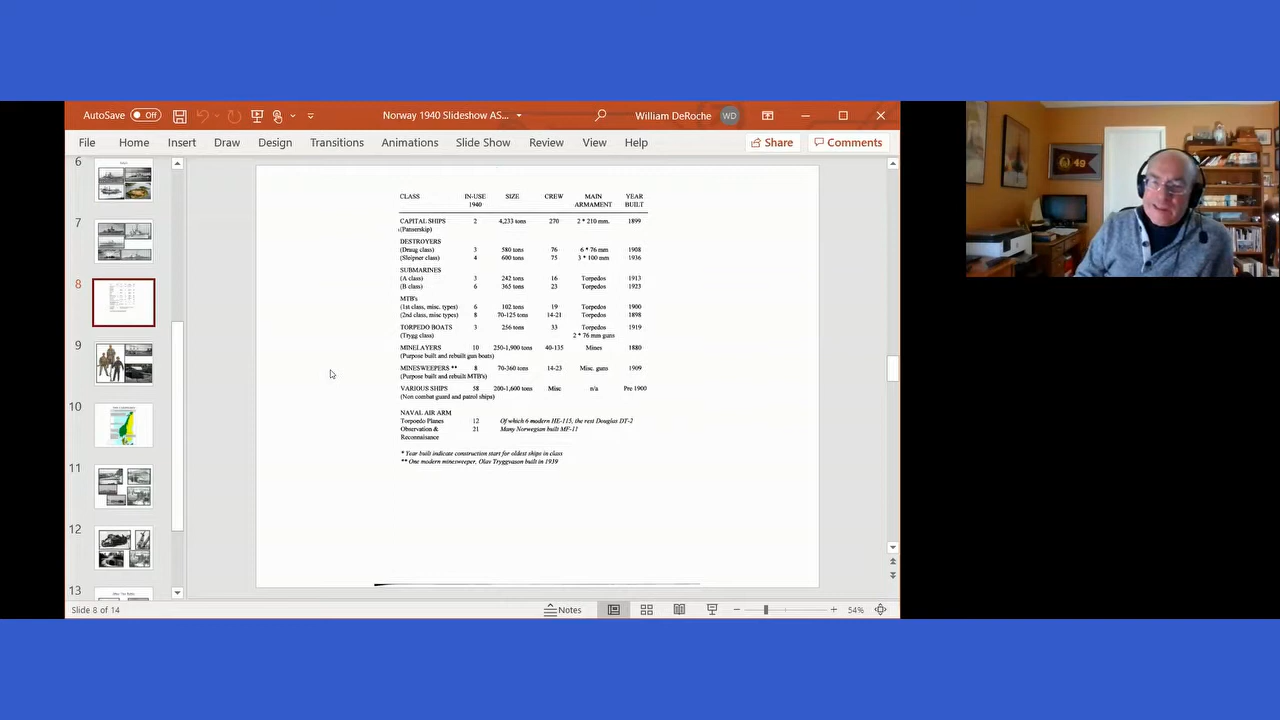 AutoSave Off Norway 1940 Slideshow AS... William DeRoche WD
File Home Insert Draw Design Transitions Animations Slide Show Review View Help Share Comments
6
7
8
9
10
11
12
13
CLASS IN-USE SIZE CREW MAIN YEAR
1940 ARMAMENT BUILT
CAPITAL SHIPS 2 4,233 tons 270 2 * 210 mm. 1899
(Panserskip)
DESTROYERS
(Draug class) 3 580 tons 76 6 * 76 mm 1908
(Sleipner class) 4 600 tons 75 3 * 100 mm 1936
SUBMARINES
(A class) 3 242 tons 16 Torpedos 1913
(B class) 6 365 tons 23 Torpedos 1923
MTB's
(1st class, misc. types) 6 102 tons 19 Torpedos 1900
(2nd class, misc types) 8 70-125 tons 14-21 Torpedos 1898
TORPEDO BOATS 3 256 tons 33 Torpedos 1919
(Trygg class) 2 * 76 mm guns
MINELAYERS 10 250-1,900 tons 40-135 Mines 1880
(Purpose built and rebuilt gun boats)
MINESWEEPERS ** 8 70-360 tons 14-23 Misc. guns 1909
(Purpose built and rebuilt MTB's)
VARIOUS SHIPS 58 200-1,600 tons Misc n/a Pre 1900
(Non combat guard and patrol ships)
NAVAL AIR ARM
Torpoedo Planes 12 Of which 6 modern HE-115, the rest Douglas DT-2
Observation & 21 Many Norwegian built MF-11
Reconnaisance
* Year built indicate construction start for oldest ships in class
** One modern minesweeper, Olav Tryggvason built in 1939
Slide 8 of 14 Notes 54%
49